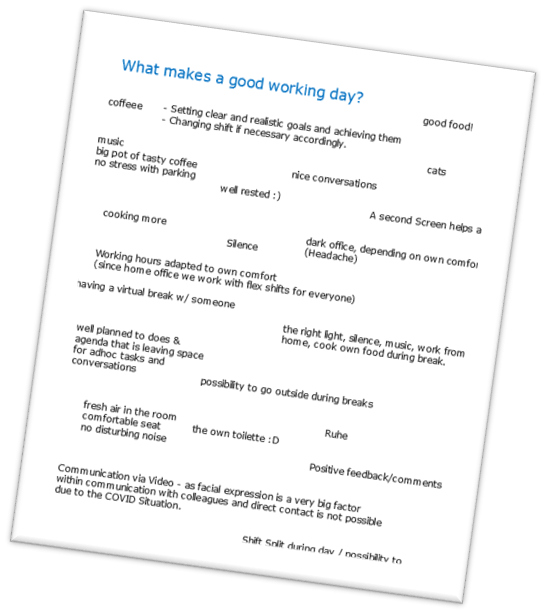 What makes a good working day?
coffeee
- Setting clear and realistic goals and achieving them
- Changing shift if necessary accordingly.
good food!
music
big pot of tasty coffee
no stress with parking
nice conversations
cats
well rested :)
A second Screen helps a
cooking more
Silence
dark office, depending on own comfor
(Headache)
Working hours adapted to own comfort
(since home office we work with flex shifts for everyone)
having a virtual break w/ someone
the right light, silence, music, work from
home, cook own food during break.
well planned to does &
agenda that is leaving space
for adhoc tasks and
conversations
possibility to go outside during breaks
fresh air in the room
comfortable seat
no disturbing noise
the own toilette :D
Ruhe
Positive feedback/comments
Communication via Video - as facial expression is a very big factor
within communication with colleagues and direct contact is not possible
due to the COVID Situation.
Shift Split during day / possibility to